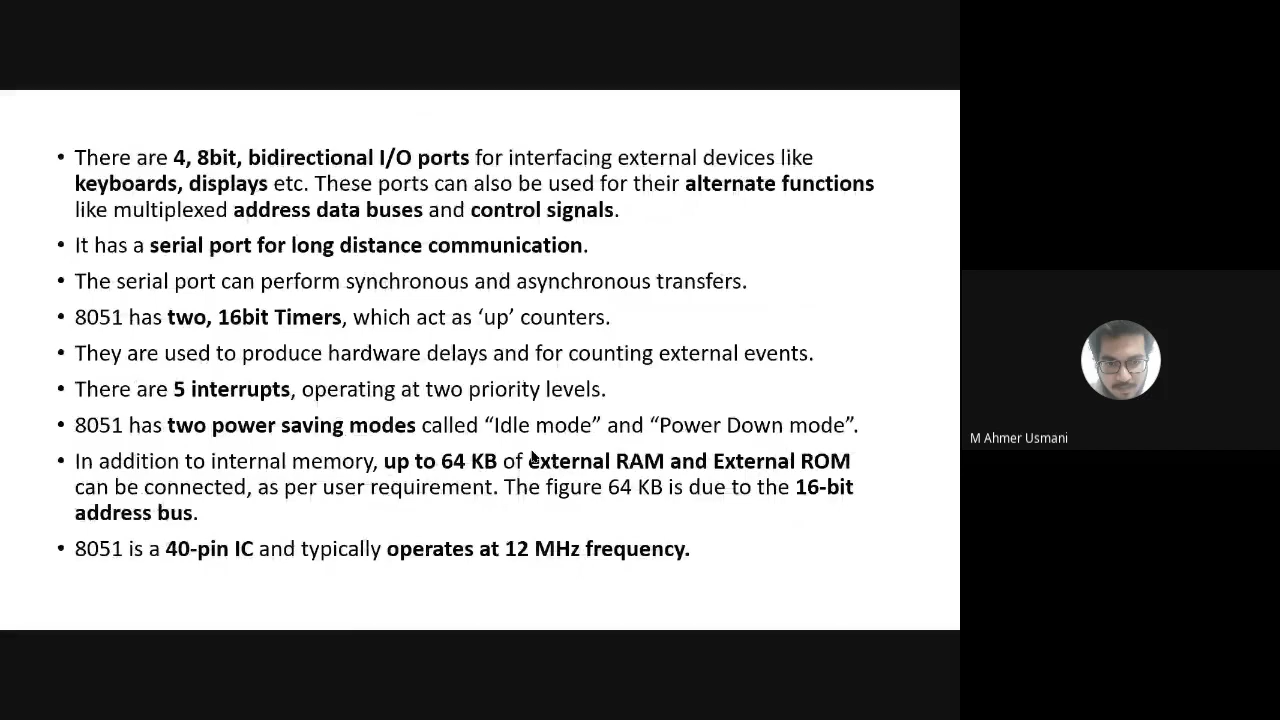 • There are 4, 8bit, bidirectional I/O ports for interfacing external devices like
keyboards, displays etc. These ports can also be used for their alternate functions
like multiplexed address data buses and control signals.
• It has a serial port for long distance communication.
• The serial port can perform synchronous and asynchronous transfers.
• 8051 has two, 16bit Timers, which act as ‘up’ counters.
• They are used to produce hardware delays and for counting external events.
• There are 5 interrupts, operating at two priority levels.
• 8051 has two power saving modes called “Idle mode” and “Power Down mode”.
• In addition to internal memory, up to 64 KB of external RAM and External ROM
can be connected, as per user requirement. The figure 64 KB is due to the 16-bit
address bus.
• 8051 is a 40-pin IC and typically operates at 12 MHz frequency.
M Ahmer Usmani